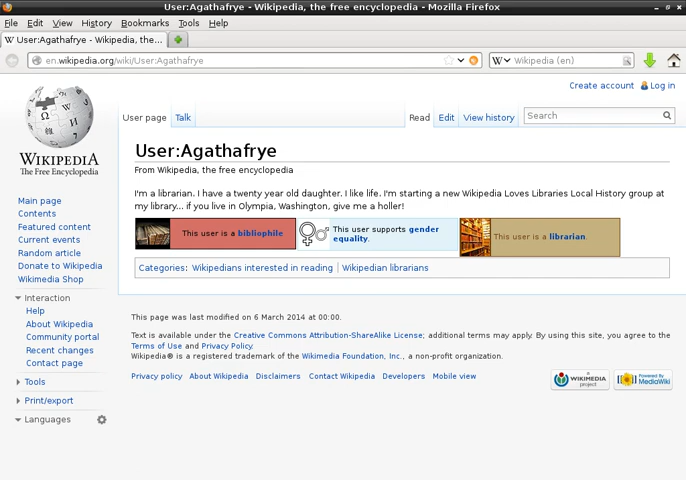 User:Agathafrye - Wikipedia, the free encyclopedia - Mozilla Firefox
File Edit View History Bookmarks Tools Help
W User:Agathafrye - Wikipedia, the...
en.wikipedia.org/wiki/User:Agathafrye
W Wikipedia (en)
Create account Log in
User page Talk Read Edit View history Search
WIKIPEDIA
The Free Encyclopedia
Main page
Contents
Featured content
Current events
Random article
Donate to Wikipedia
Wikimedia Shop
Interaction
Help
About Wikipedia
Community portal
Recent changes
Contact page
Tools
Print/export
Languages
User:Agathafrye
From Wikipedia, the free encyclopedia
I'm a librarian. I have a twenty year old daughter. I like life. I'm starting a new Wikipedia Loves Libraries Local History group at
my library... if you live in Olympia, Washington, give me a holler!
This user is a bibliophile
This user supports gender
equality.
This user is a librarian.
Categories: Wikipedians interested in reading | Wikipedian librarians
This page was last modified on 6 March 2014 at 00:00.
Text is available under the Creative Commons Attribution-ShareAlike License; additional terms may apply. By using this site, you agree to the
Terms of Use and Privacy Policy.
Wikipedia® is a registered trademark of the Wikimedia Foundation, Inc., a non-profit organization.
Privacy policy About Wikipedia Disclaimers Contact Wikipedia Developers Mobile view
WIKIMEDIA
project
Powered By
MediaWiki